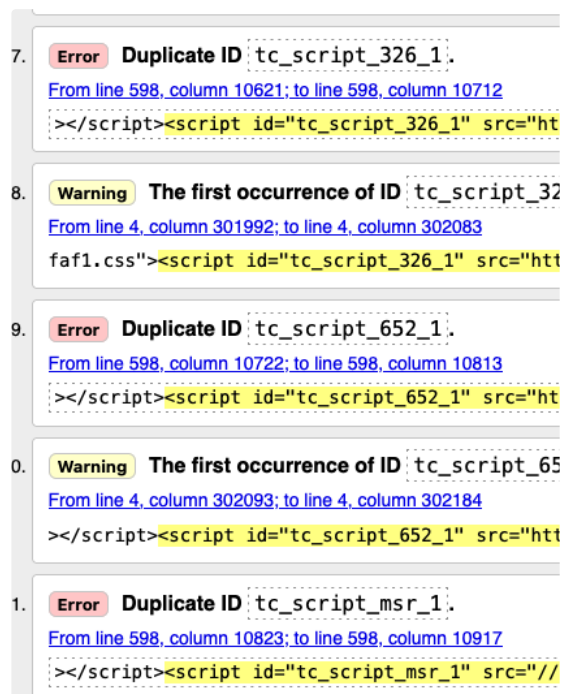 7. Error Duplicate ID tc_script_326_1.
From line 598, column 10621; to line 598, column 10712
></script><script id="tc_script_326_1" src="ht
8. Warning The first occurrence of ID tc_script_32
From line 4, column 301992; to line 4, column 302083
faf1.css"><script id="tc_script_326_1" src="htt
9. Error Duplicate ID tc_script_652_1.
From line 598, column 10722; to line 598, column 10813
></script><script id="tc_script_652_1" src="ht
0. Warning The first occurrence of ID tc_script_65
From line 4, column 302093; to line 4, column 302184
></script><script id="tc_script_652_1" src="htt
1. Error Duplicate ID tc_script_msr_1.
From line 598, column 10823; to line 598, column 10917
></script><script id="tc_script_msr_1" src="//